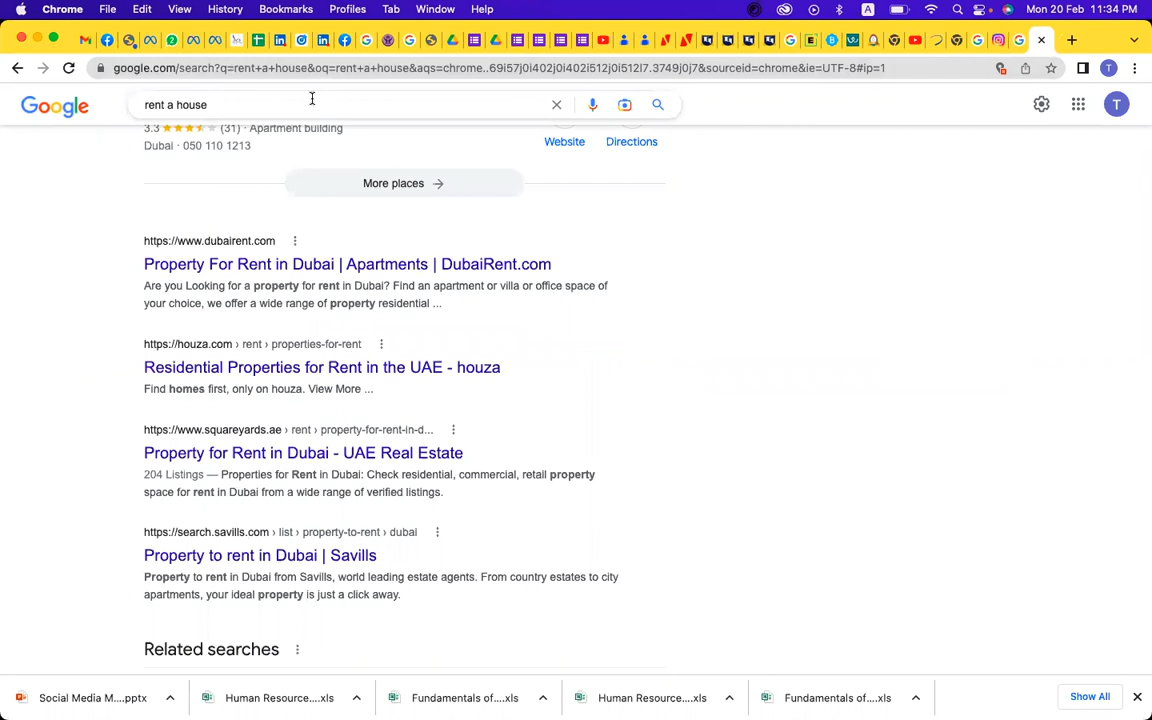 Chrome File Edit View History Bookmarks Profiles Tab Window Help A Mon 20 Feb 11:34 PM
google.com/search?q=rent+a+house&oq=rent+a+house&aqs=chrome..69i57j0i402j0i402i512j0i512l7.3749j0j7&sourceid=chrome&ie=UTF-8#ip=1 T
Google rent a house T
3.3 (31) · Apartment building
Dubai · 050 110 1213
Website Directions
More places
https://www.dubairent.com
Property For Rent in Dubai | Apartments | DubaiRent.com
Are you Looking for a property for rent in Dubai? Find an apartment or villa or office space of
your choice, we offer a wide range of property residential ...
https://houza.com › rent › properties-for-rent
Residential Properties for Rent in the UAE - houza
Find homes first, only on houza. View More ...
https://www.squareyards.ae › rent › property-for-rent-in-d...
Property for Rent in Dubai - UAE Real Estate
204 Listings — Properties for Rent in Dubai: Check residential, commercial, retail property
space for rent in Dubai from a wide range of verified listings.
https://search.savills.com › list › property-to-rent › dubai
Property to rent in Dubai | Savills
Property to rent in Dubai from Savills, world leading estate agents. From country estates to city
apartments, your ideal property is just a click away.
Related searches
Social Media M....pptx Human Resource....xls Fundamentals of....xls Human Resource....xls Fundamentals of....xls Show All